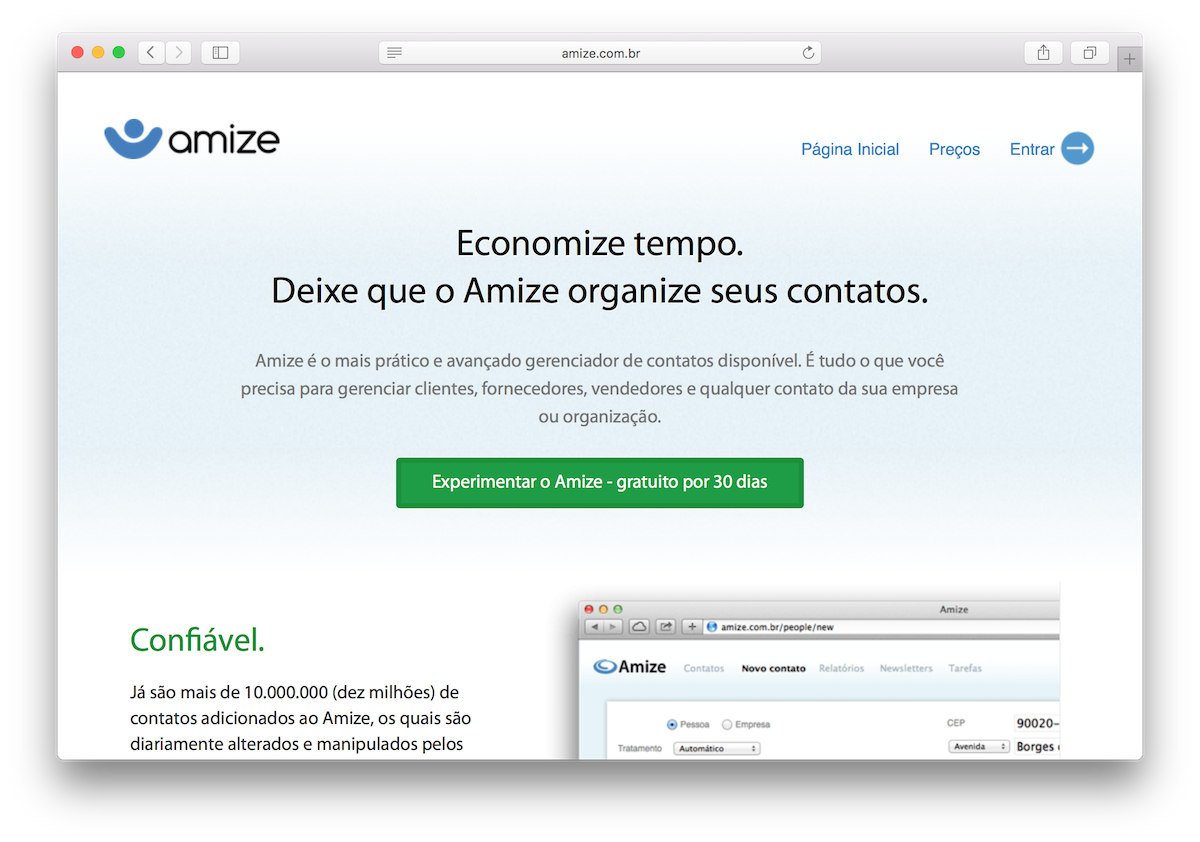 amize.com.br
amize
Página Inicial
Preços
Entrar
Economize tempo.
Deixe que o Amize organize seus contatos.
Amize é o mais prático e avançado gerenciador de contatos disponível. É tudo o que você
precisa para gerenciar clientes, fornecedores, vendedores e qualquer contato da sua empresa
ou organização.
Experimentar o Amize - gratuito por 30 dias
Confiável.
Já são mais de 10.000.000 (dez milhões) de
contatos adicionados ao Amize, os quais são
diariamente alterados e manipulados pelos
Amize
amize.com.br/people/new
Amize
Contatos
Novo contato
Relatórios
Newsletters
Tarefas
Pessoa
Empresa
CEP
90020-
Tratamento
Automático
Avenida
Borges